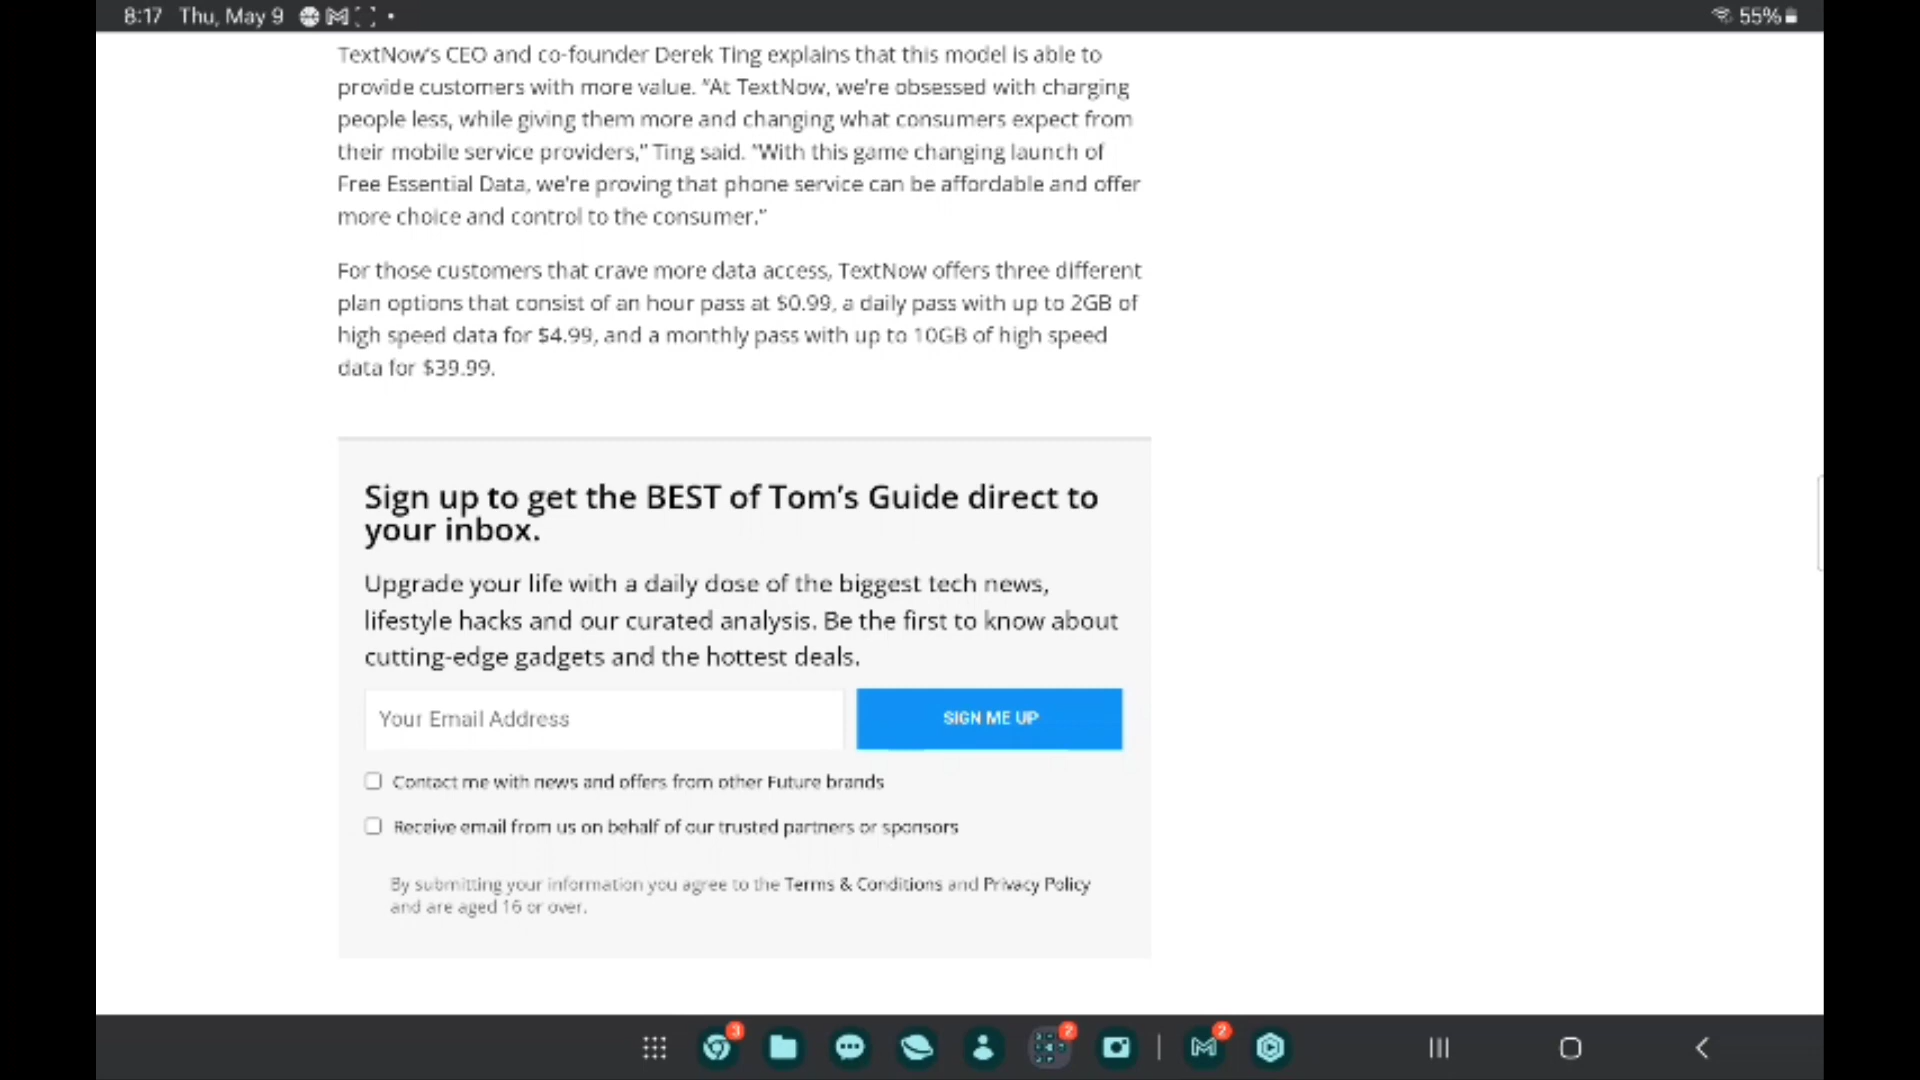 8:17 Thu, May 9 55%
TextNow's CEO and co-founder Derek Ting explains that this model is able to
provide customers with more value. "At TextNow, we're obsessed with charging
people less, while giving them more and changing what consumers expect from
their mobile service providers," Ting said. "With this game changing launch of
Free Essential Data, we're proving that phone service can be affordable and offer
more choice and control to the consumer."
For those customers that crave more data access, TextNow offers three different
plan options that consist of an hour pass at $0.99, a daily pass with up to 2GB of
high speed data for $4.99, and a monthly pass with up to 10GB of high speed
data for $39.99.
Sign up to get the BEST of Tom's Guide direct to
your inbox.
Upgrade your life with a daily dose of the biggest tech news,
lifestyle hacks and our curated analysis. Be the first to know about
cutting-edge gadgets and the hottest deals.
Your Email Address SIGN ME UP
Contact me with news and offers from other Future brands
Receive email from us on behalf of our trusted partners or sponsors
By submitting your information you agree to the Terms & Conditions and Privacy Policy
and are aged 16 or over.
3 2 2